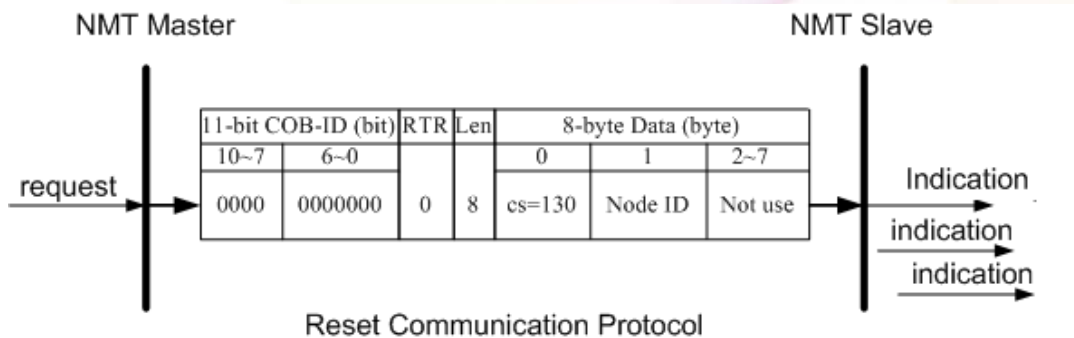 NMT Master NMT Slave
11-bit COB-ID (bit) RTR Len 8-byte Data (byte)
10~7 6~0 0 1 2~7
request 0000 0000000 0 8 cs=130 Node ID Not use Indication
indication
indication
Reset Communication Protocol